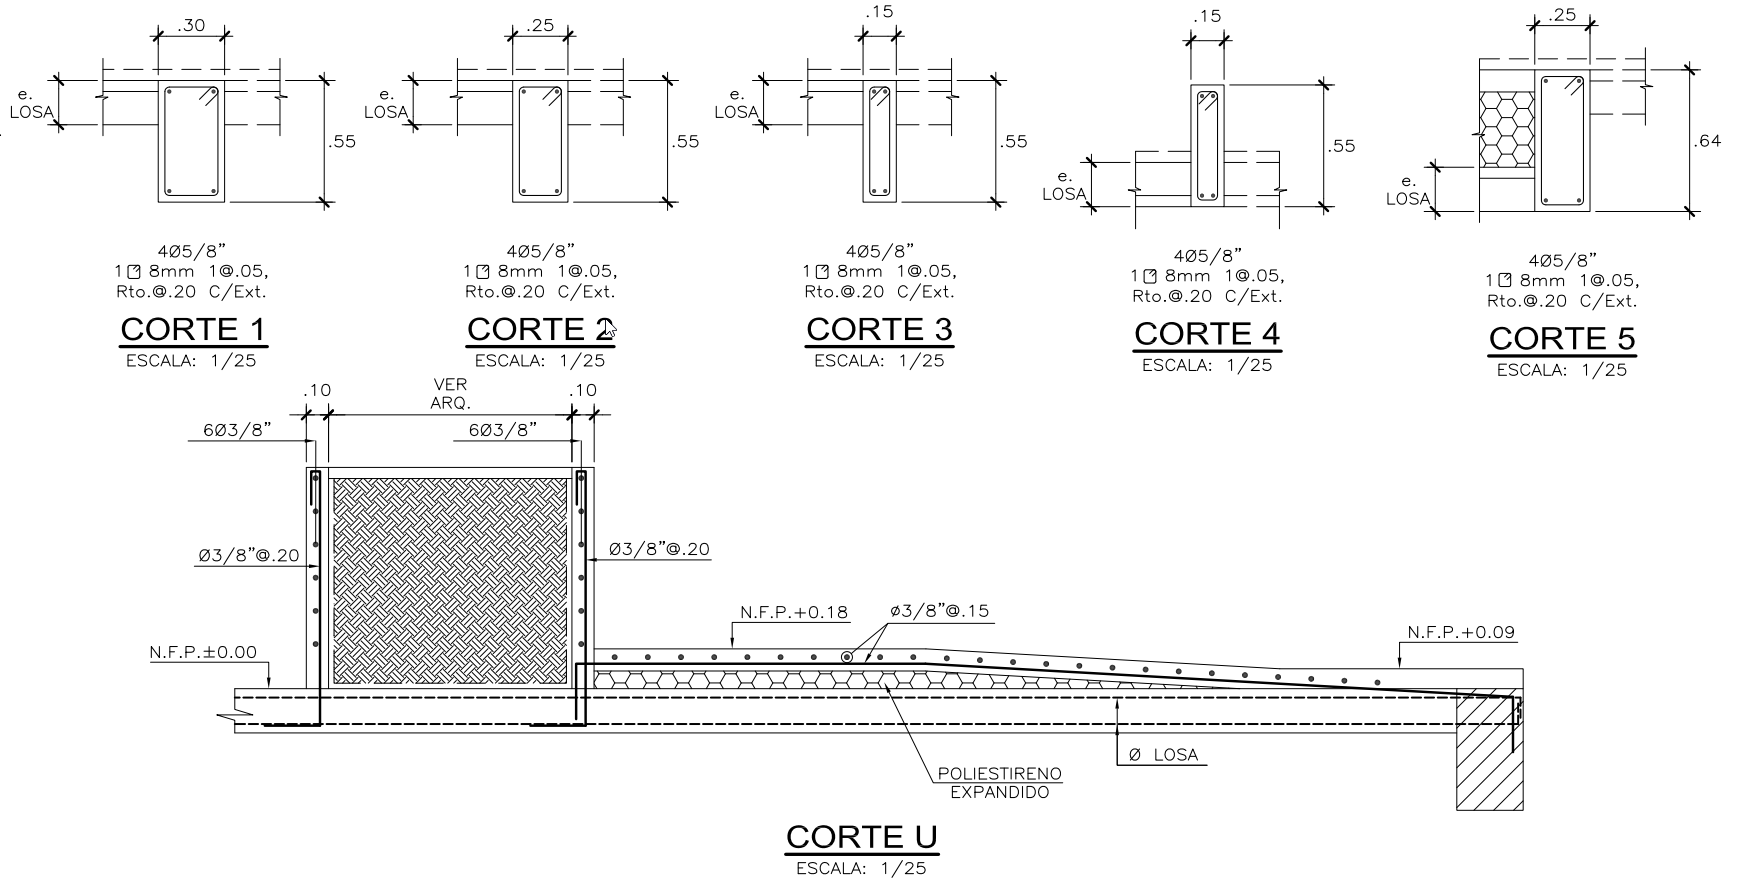 .30
e.
LOSA
.55
4Ø5/8”
1 8mm 1@.05,
Rto.@.20 C/Ext.
CORTE 1
ESCALA: 1/25
.25
e.
LOSA
.55
4Ø5/8”
1 8mm 1@.05,
Rto.@.20 C/Ext.
CORTE 2
ESCALA: 1/25
.15
e.
LOSA
.55
4Ø5/8”
1 8mm 1@.05,
Rto.@.20 C/Ext.
CORTE 3
ESCALA: 1/25
.15
e.
LOSA
.55
4Ø5/8”
1 8mm 1@.05,
Rto.@.20 C/Ext.
CORTE 4
ESCALA: 1/25
.25
e.
LOSA
.64
4Ø5/8”
1 8mm 1@.05,
Rto.@.20 C/Ext.
CORTE 5
ESCALA: 1/25
.10
VER
ARQ.
.10
6Ø3/8”
6Ø3/8”
Ø3/8”@.20
Ø3/8”@.20
N.F.P.±0.00
N.F.P.+0.18
ø3/8”@.15
N.F.P.+0.09
Ø LOSA
POLIESTIRENO
EXPANDIDO
CORTE U
ESCALA: 1/25